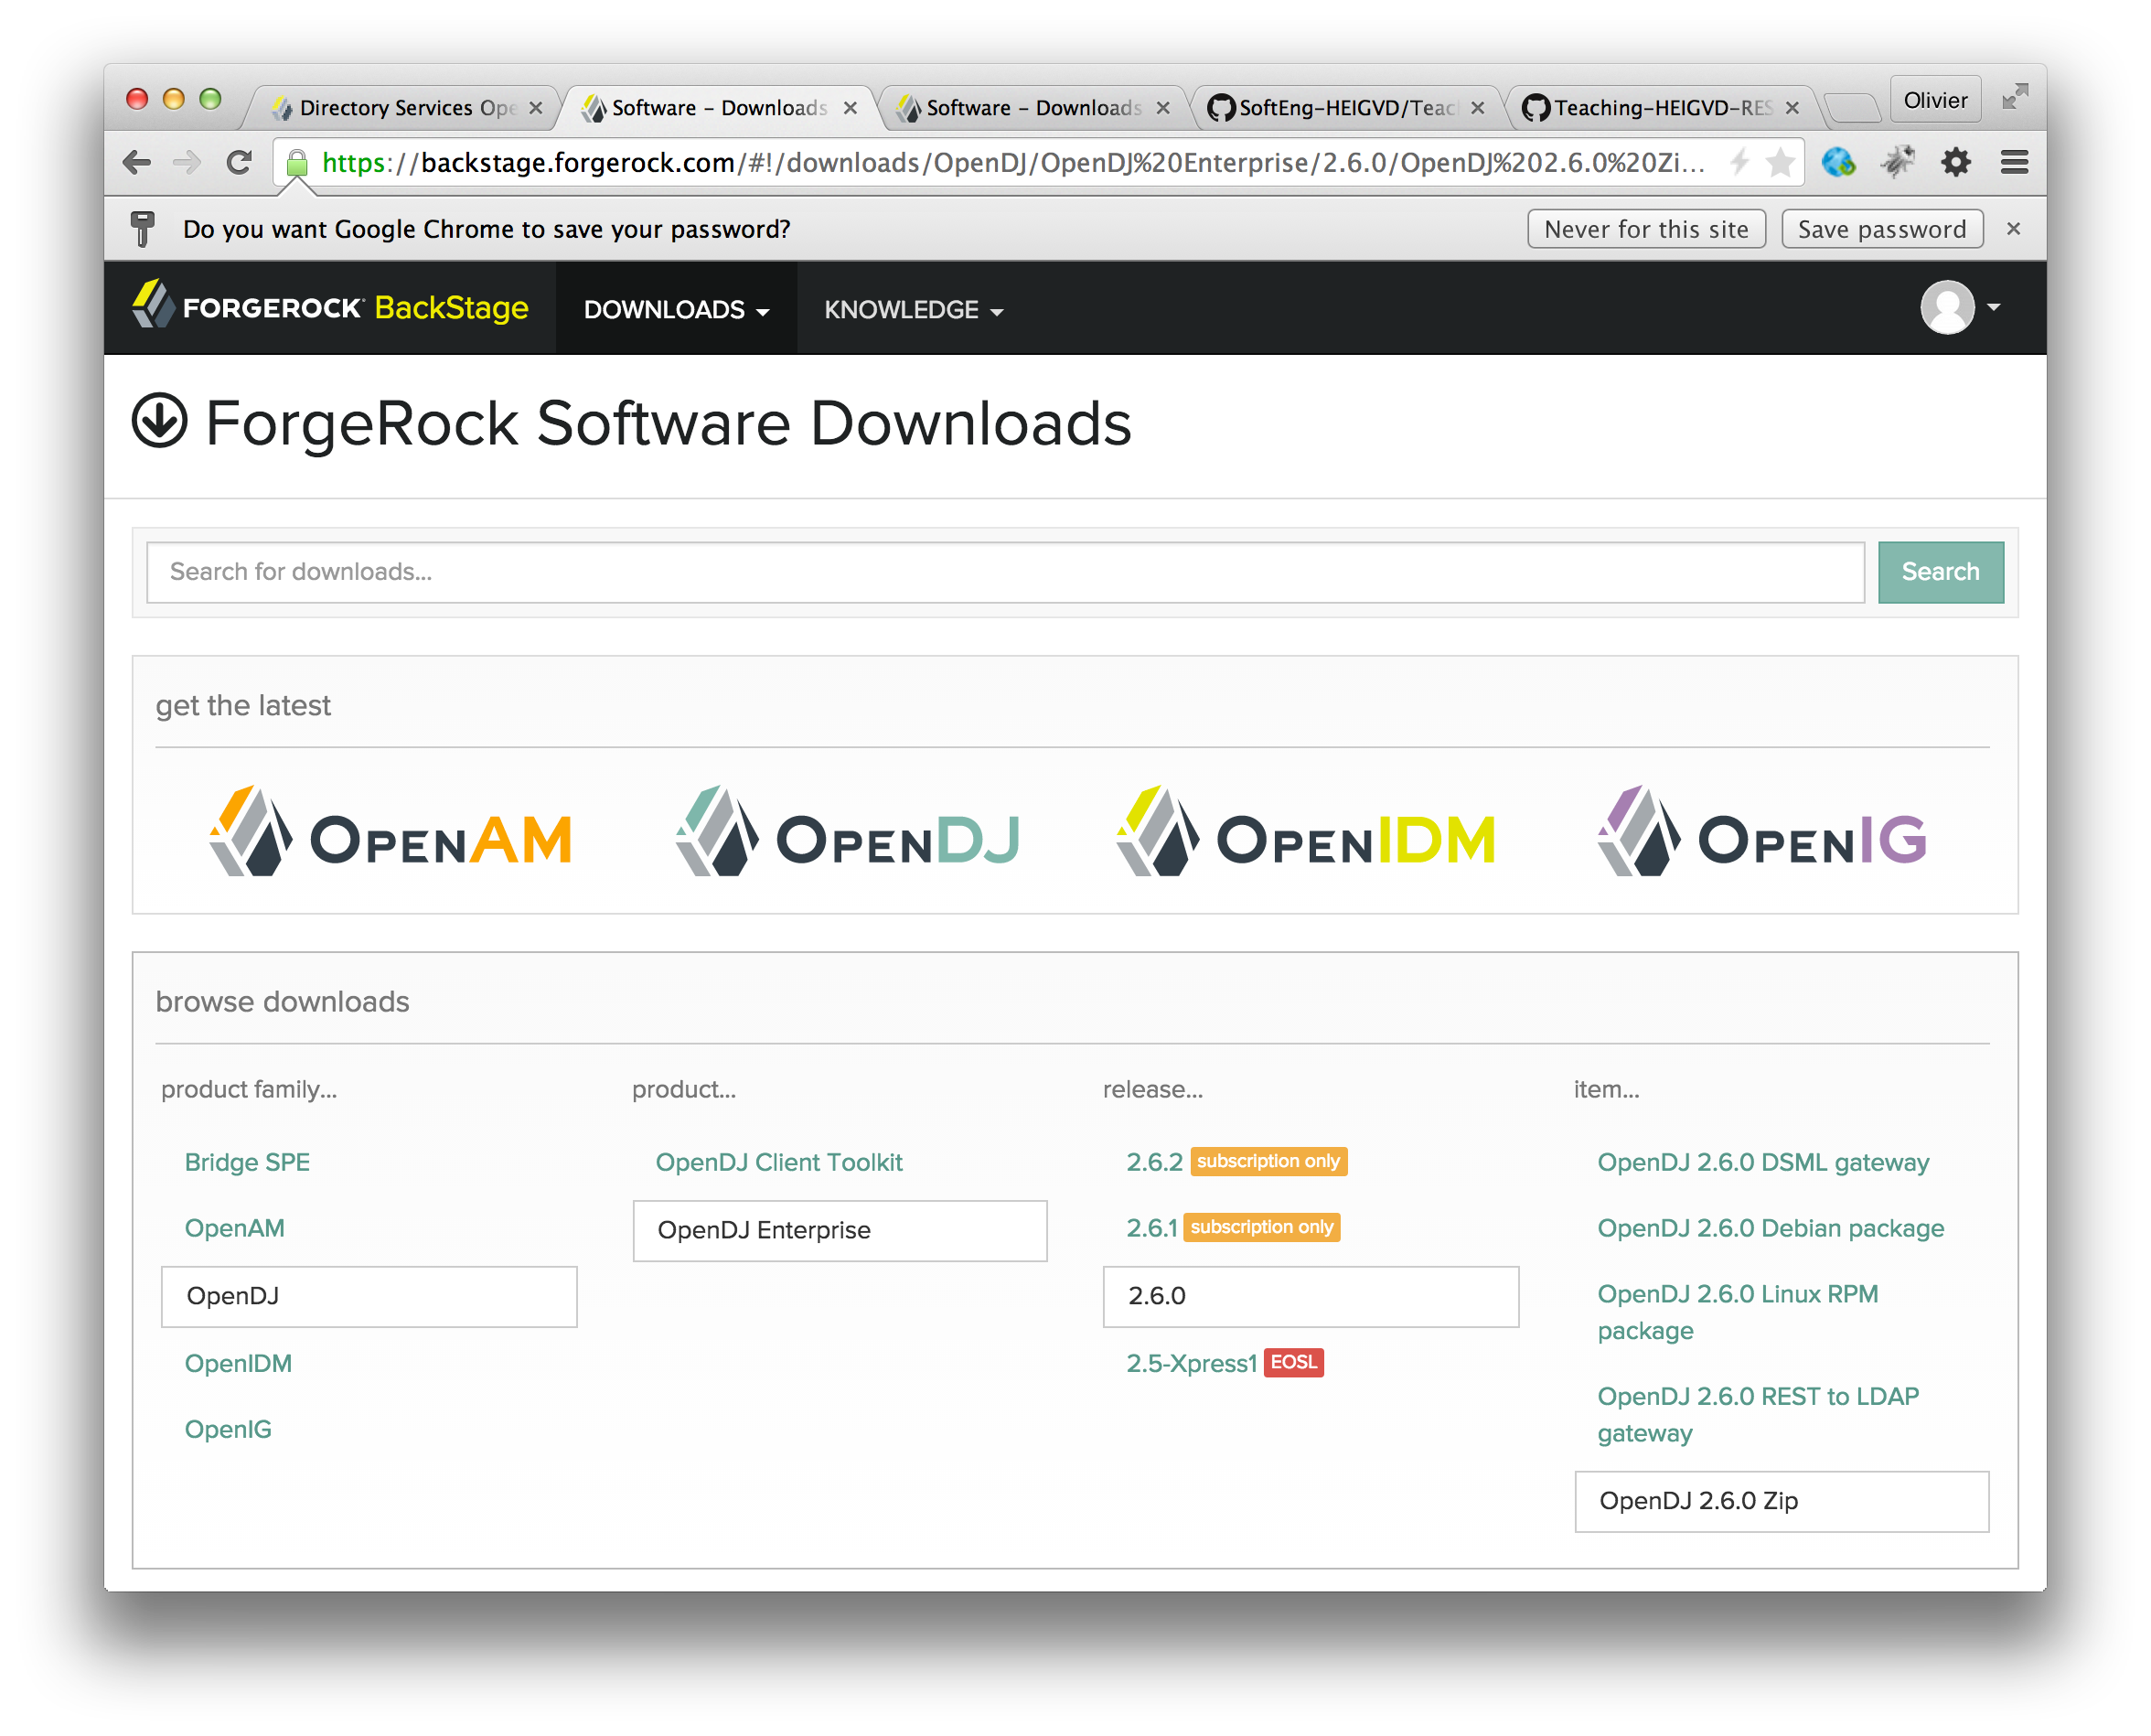 Directory Services Ope
Software – Downloads
Software – Downloads
SoftEng-HEIGVD/Teac
Teaching-HEIGVD-RES
Olivier
https://backstage.forgerock.com/#!/downloads/OpenDJ/OpenDJ%20Enterprise/2.6.0/OpenDJ%202.6.0%20Zi...
Do you want Google Chrome to save your password?
Never for this site
Save password
FORGEROCK BackStage
DOWNLOADS
KNOWLEDGE
ForgeRock Software Downloads
Search for downloads...
Search
get the latest
OPENAM
OPENDJ
OPENIDM
OPENIG
browse downloads
product family...
Bridge SPE
OpenAM
OpenDJ
OpenIDM
OpenIG
product...
OpenDJ Client Toolkit
OpenDJ Enterprise
release...
2.6.2 subscription only
2.6.1 subscription only
2.6.0
2.5-Xpress1 EOSL
item...
OpenDJ 2.6.0 DSML gateway
OpenDJ 2.6.0 Debian package
OpenDJ 2.6.0 Linux RPM
package
OpenDJ 2.6.0 REST to LDAP
gateway
OpenDJ 2.6.0 Zip